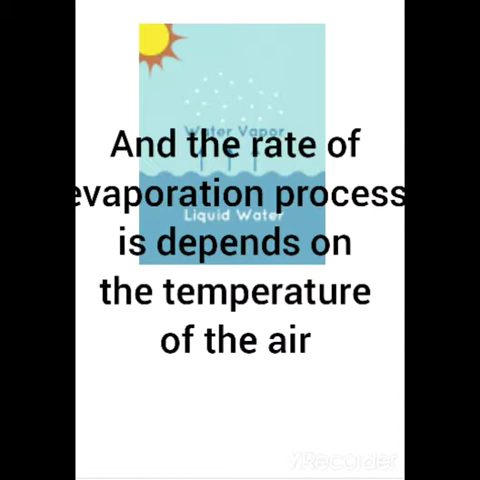 Water Vapor
And the rate of
evaporation process
Liquid Water
is depends on
the temperature
of the air
XRecorder